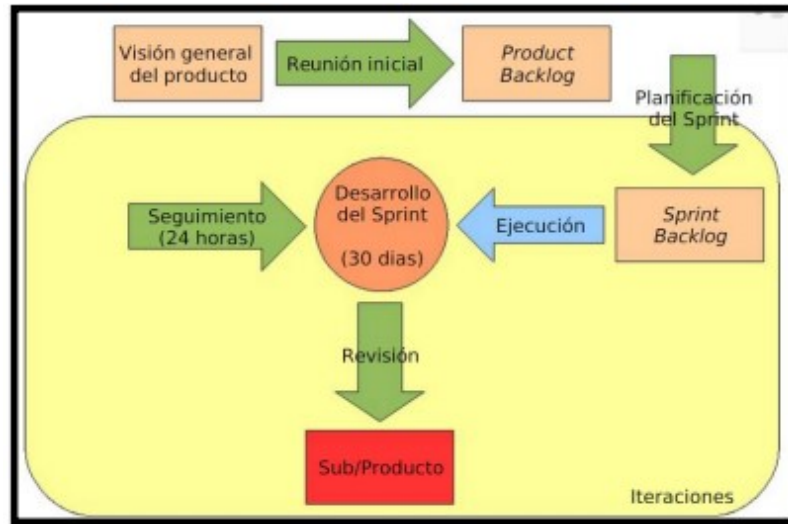 Visión general
del producto
Reunión inicial
Product
Backlog
Planificación
del Sprint
Seguimiento
(24 horas)
Desarrollo
del Sprint
(30 dias)
Ejecución
Sprint
Backlog
Revisión
Sub/Producto
Iteraciones